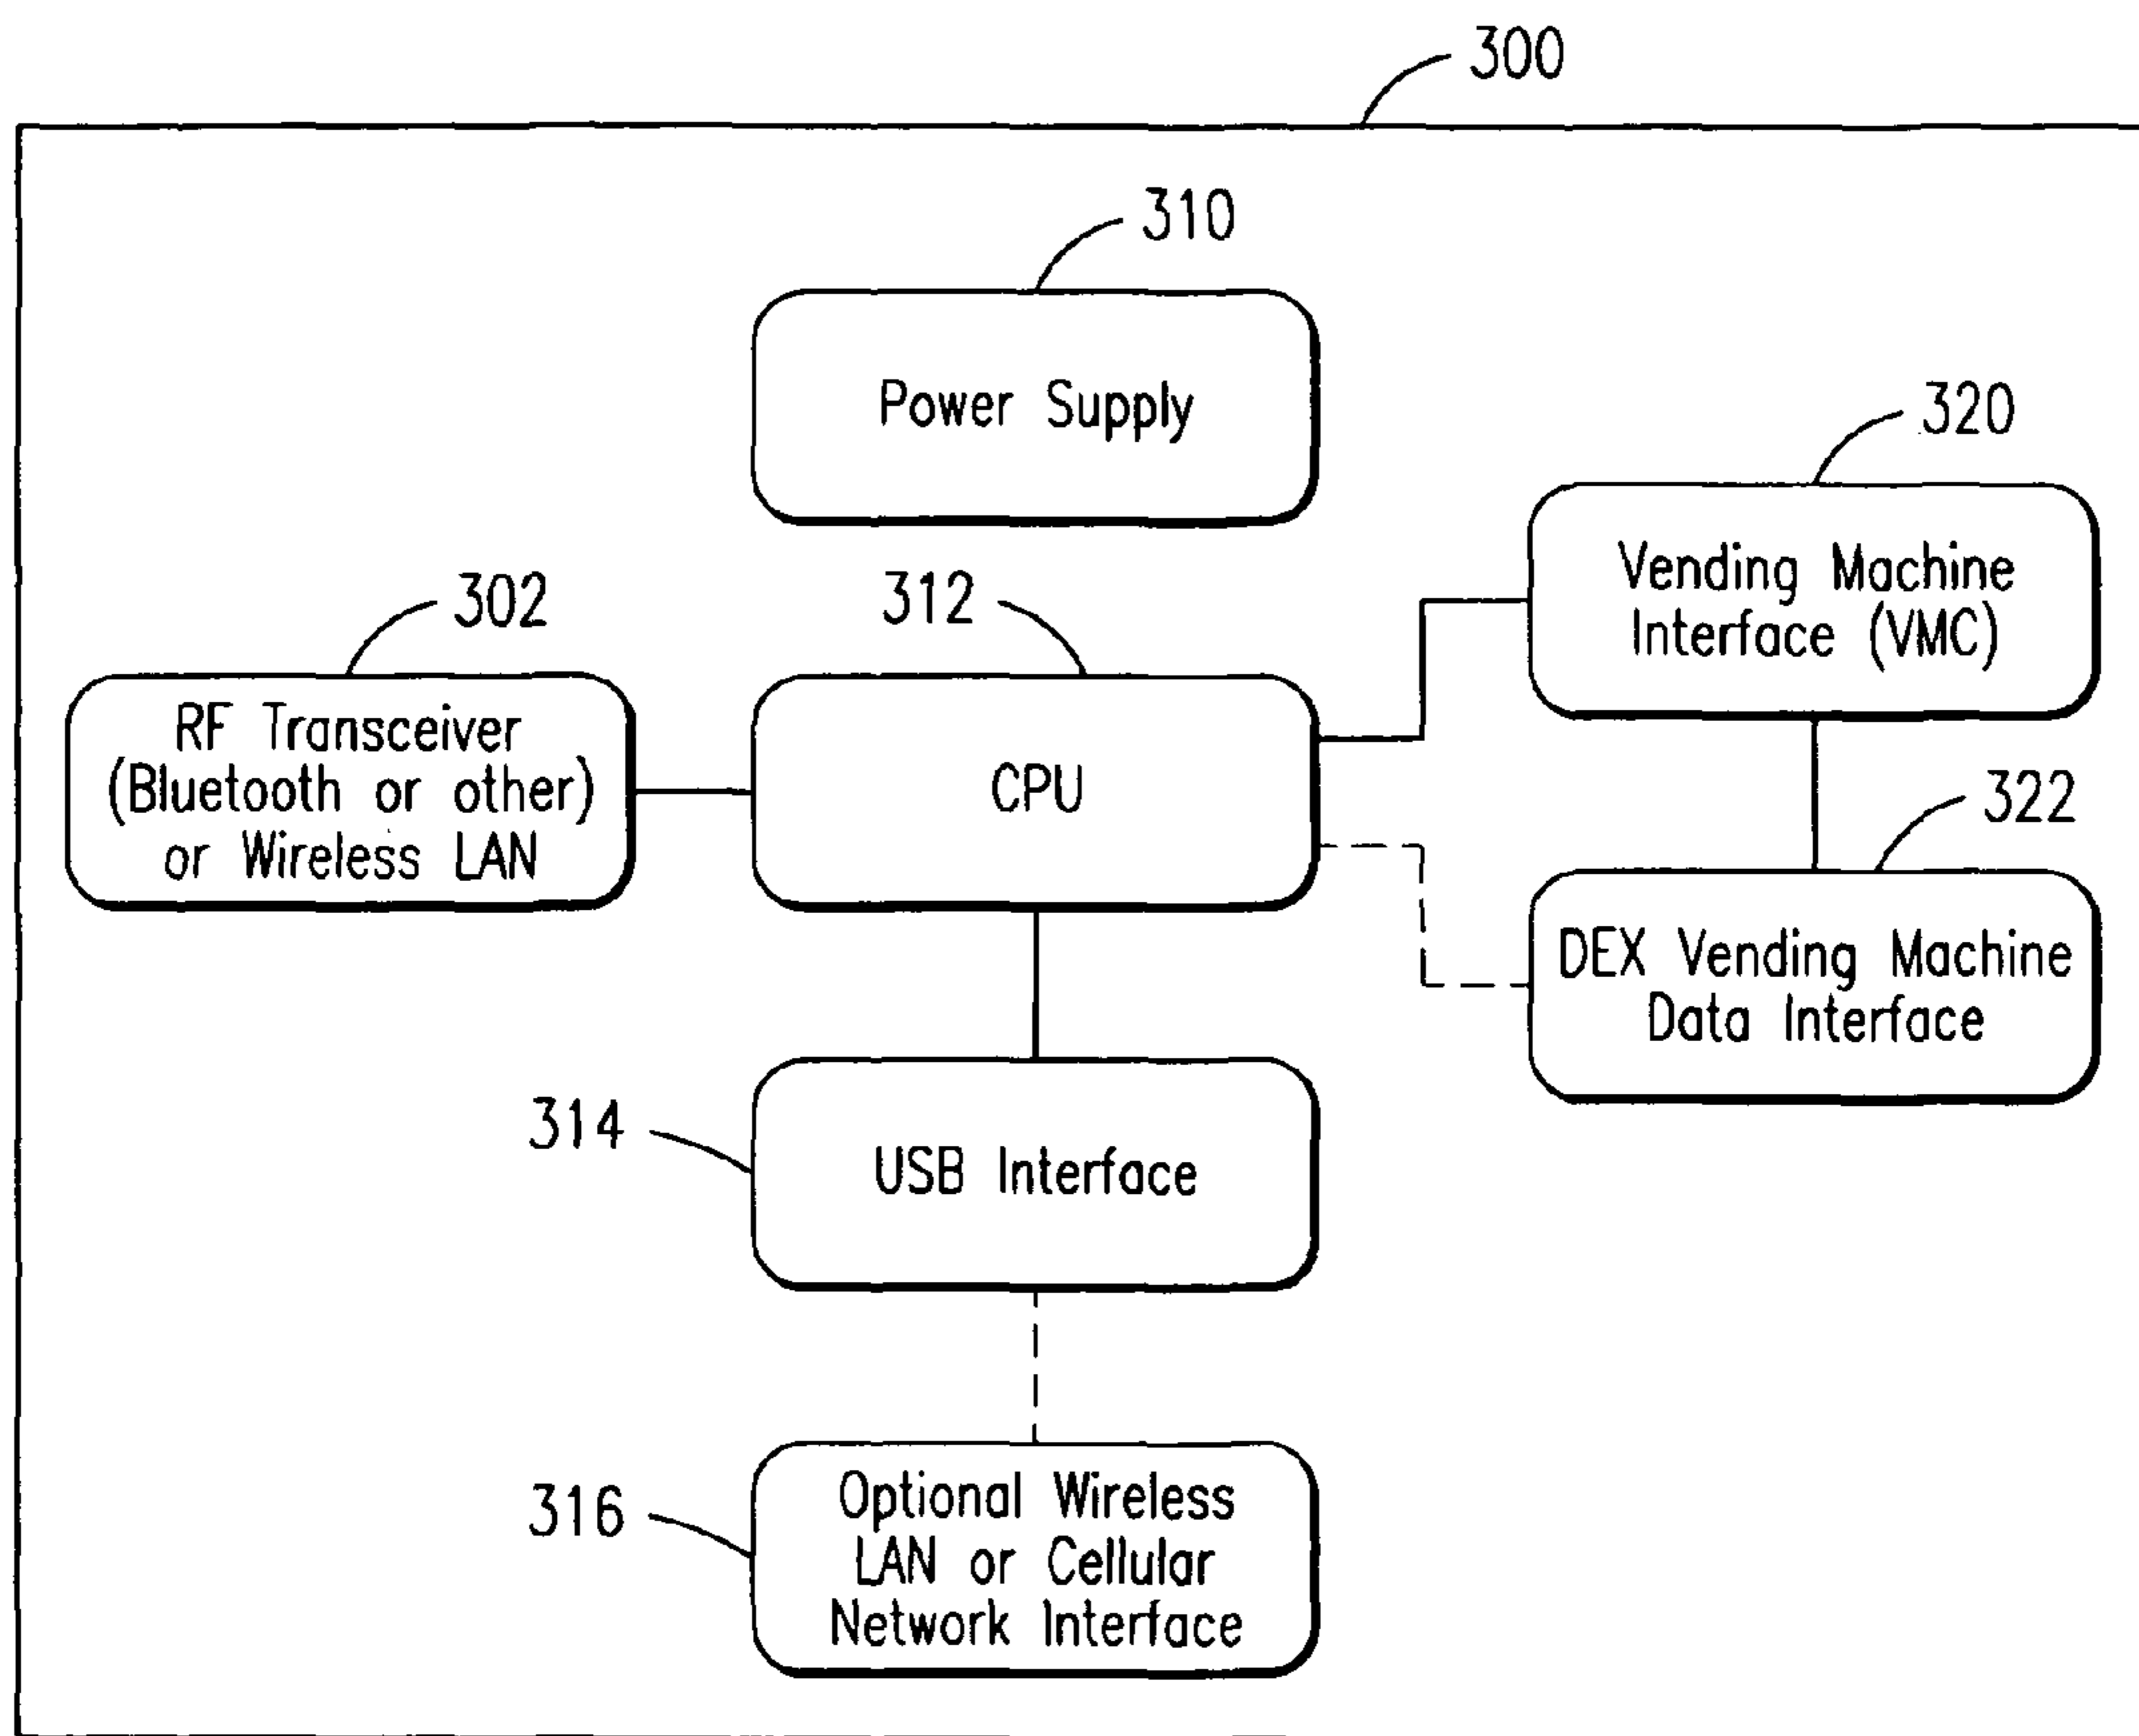 300
310
Power Supply
320
Vending Machine
Interface (VMC)
302
312
RF Transceiver
(Bluetooth or other)
or Wireless LAN
CPU
322
DEX Vending Machine
Data Interface
314
USB Interface
316
Optional Wireless
LAN or Cellular
Network Interface